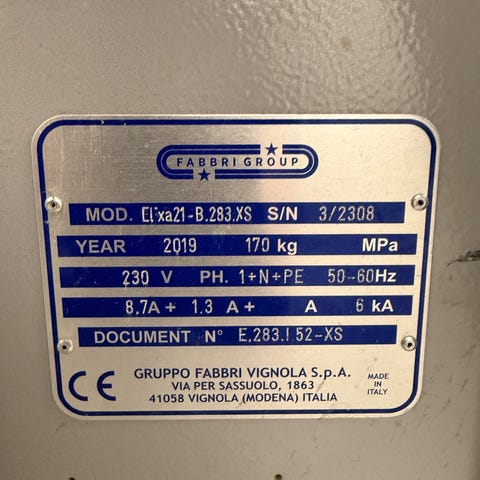 FABBRI GROUP
MOD. Elixa21-B.283.XS S/N 3/2308
YEAR 2019 170 kg MPa
230 V PH. 1+N+PE 50-60Hz
8.7A+ 1.3 A+ A 6 kA
DOCUMENT N° E.283.I.52-XS
CE
GRUPPO FABBRI VIGNOLA S.p.A.
VIA PER SASSUOLO, 1863
41058 VIGNOLA (MODENA) ITALIA
MADE
IN
ITALY